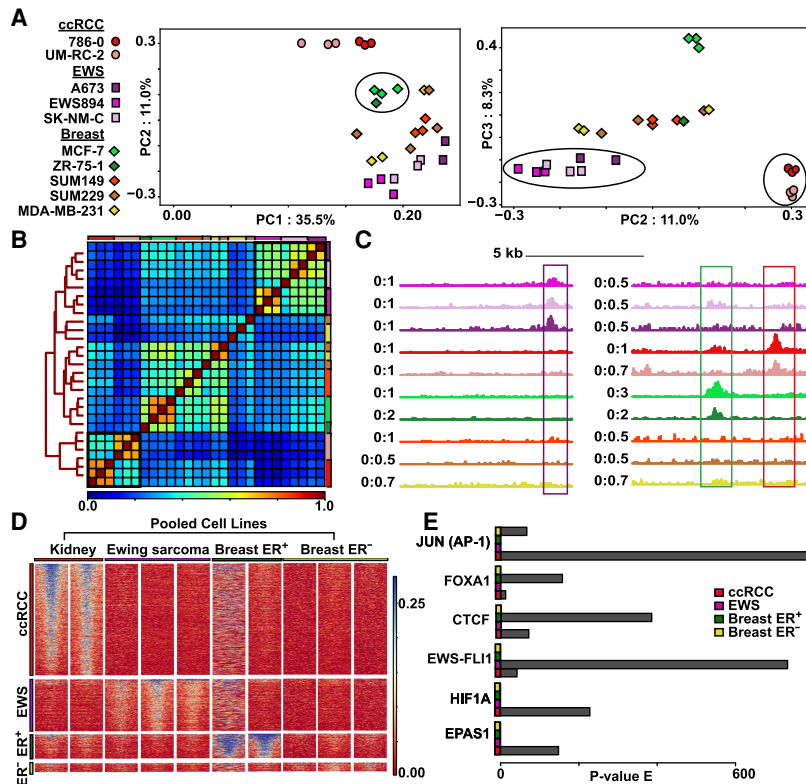 A
ccRCC
786-0
UM-RC-2
EWS
A673
EWS894
SK-NM-C
Breast
MCF-7
ZR-75-1
SUM149
SUM229
MDA-MB-231
0.3
PC2 : 11.0%
−0.3
0.00
PC1 : 35.5%
0.20
0.4
PC3 : 8.3%
−0.3
−0.3
PC2 : 11.0%
0.3
B
0.0
1.0
C
5 kb
0:1
0:1
0:1
0:1
0:1
0:1
0:2
0:1
0:0.5
0:0.7
0:0.5
0:0.5
0:0.5
0:1
0:0.7
0:3
0:2
0:0.5
0:0.5
0:0.7
D
Pooled Cell Lines
Kidney Ewing sarcoma Breast ER+ Breast ER−
ccRCC
EWS
ER+
ER−
0.25
0.00
E
JUN (AP-1)
FOXA1
CTCF
EWS-FLI1
HIF1A
EPAS1
ccRCC
EWS
Breast ER+
Breast ER−
0
P-value E
600